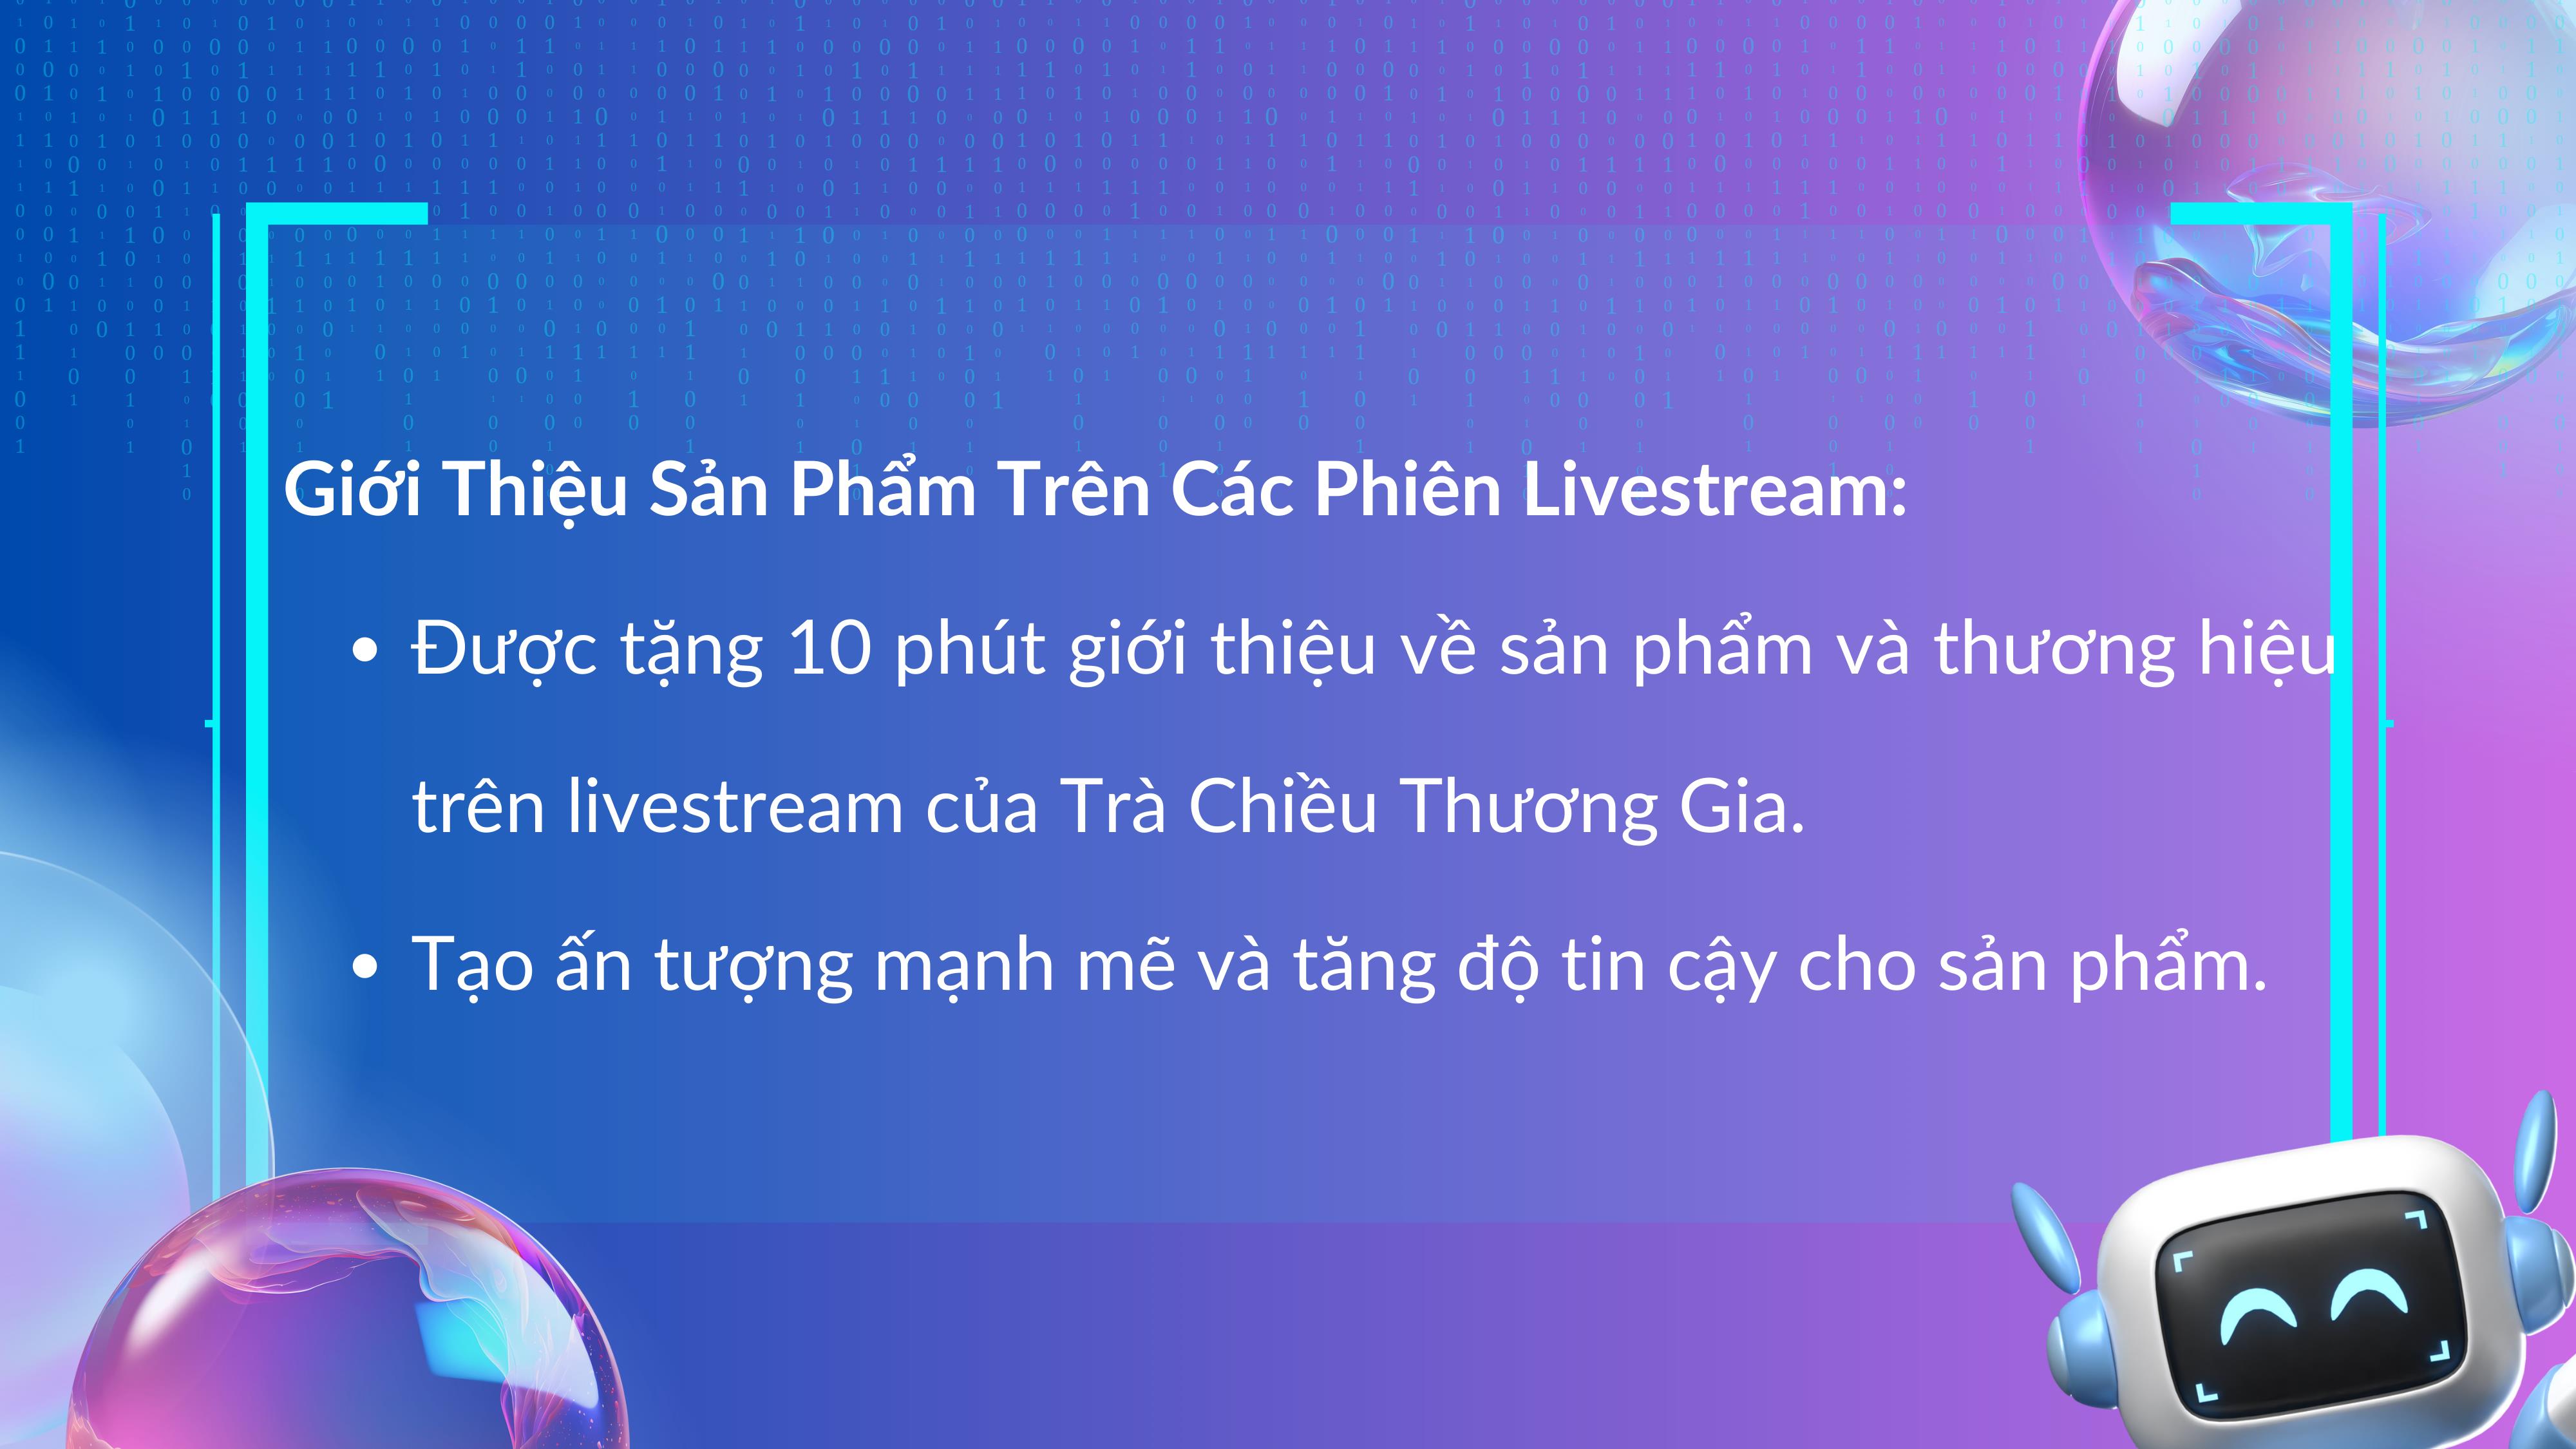 Giới Thiệu Sản Phẩm Trên Các Phiên Livestream:
• Được tặng 10 phút giới thiệu về sản phẩm và thương hiệu
trên livestream của Trà Chiều Thương Gia.
• Tạo ấn tượng mạnh mẽ và tăng độ tin cậy cho sản phẩm.